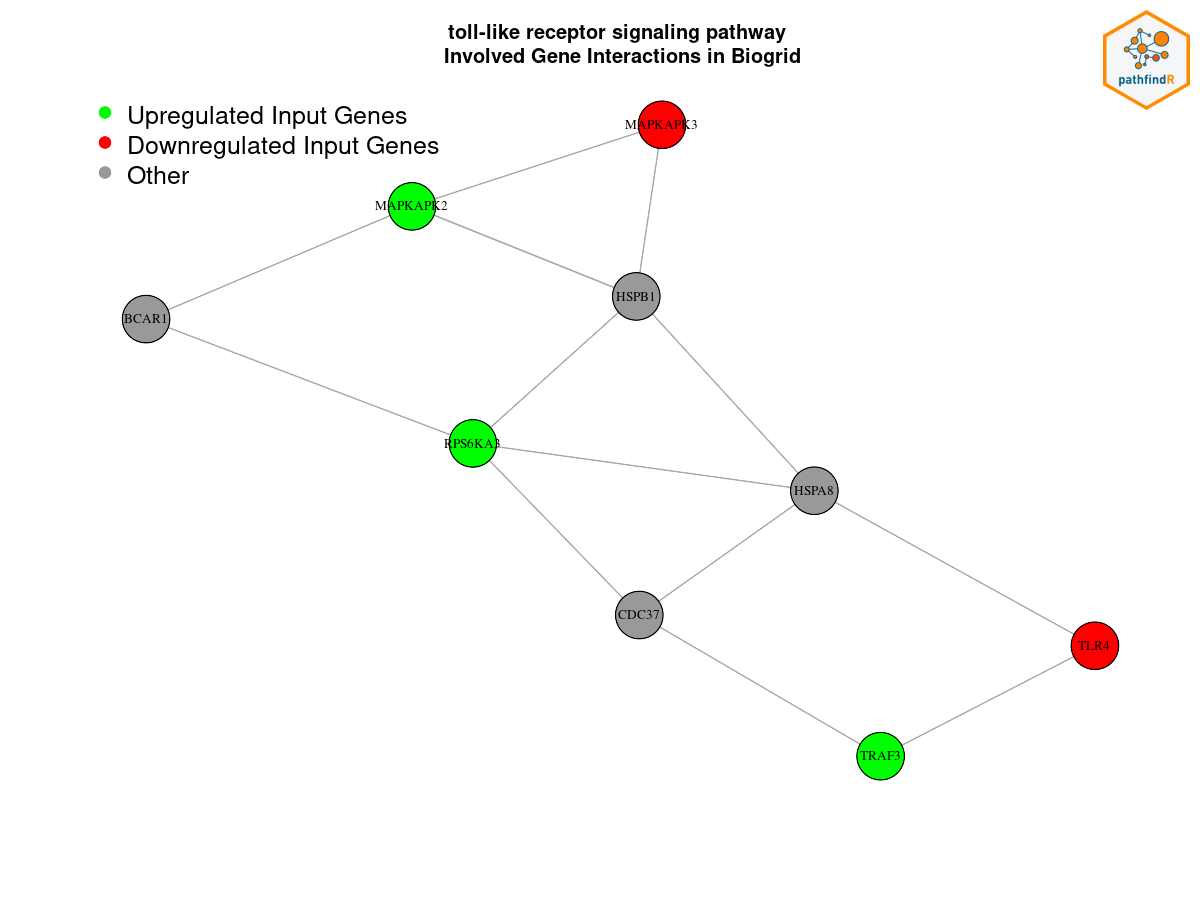 toll-like receptor signaling pathway
Involved Gene Interactions in Biogrid
pathfindR
Upregulated Input Genes
Downregulated Input Genes
Other
MAPKAPK3
MAPKAPK2
HSPB1
BCAR1
RPS6KA3
HSPA8
CDC37
TLR4
TRAF3